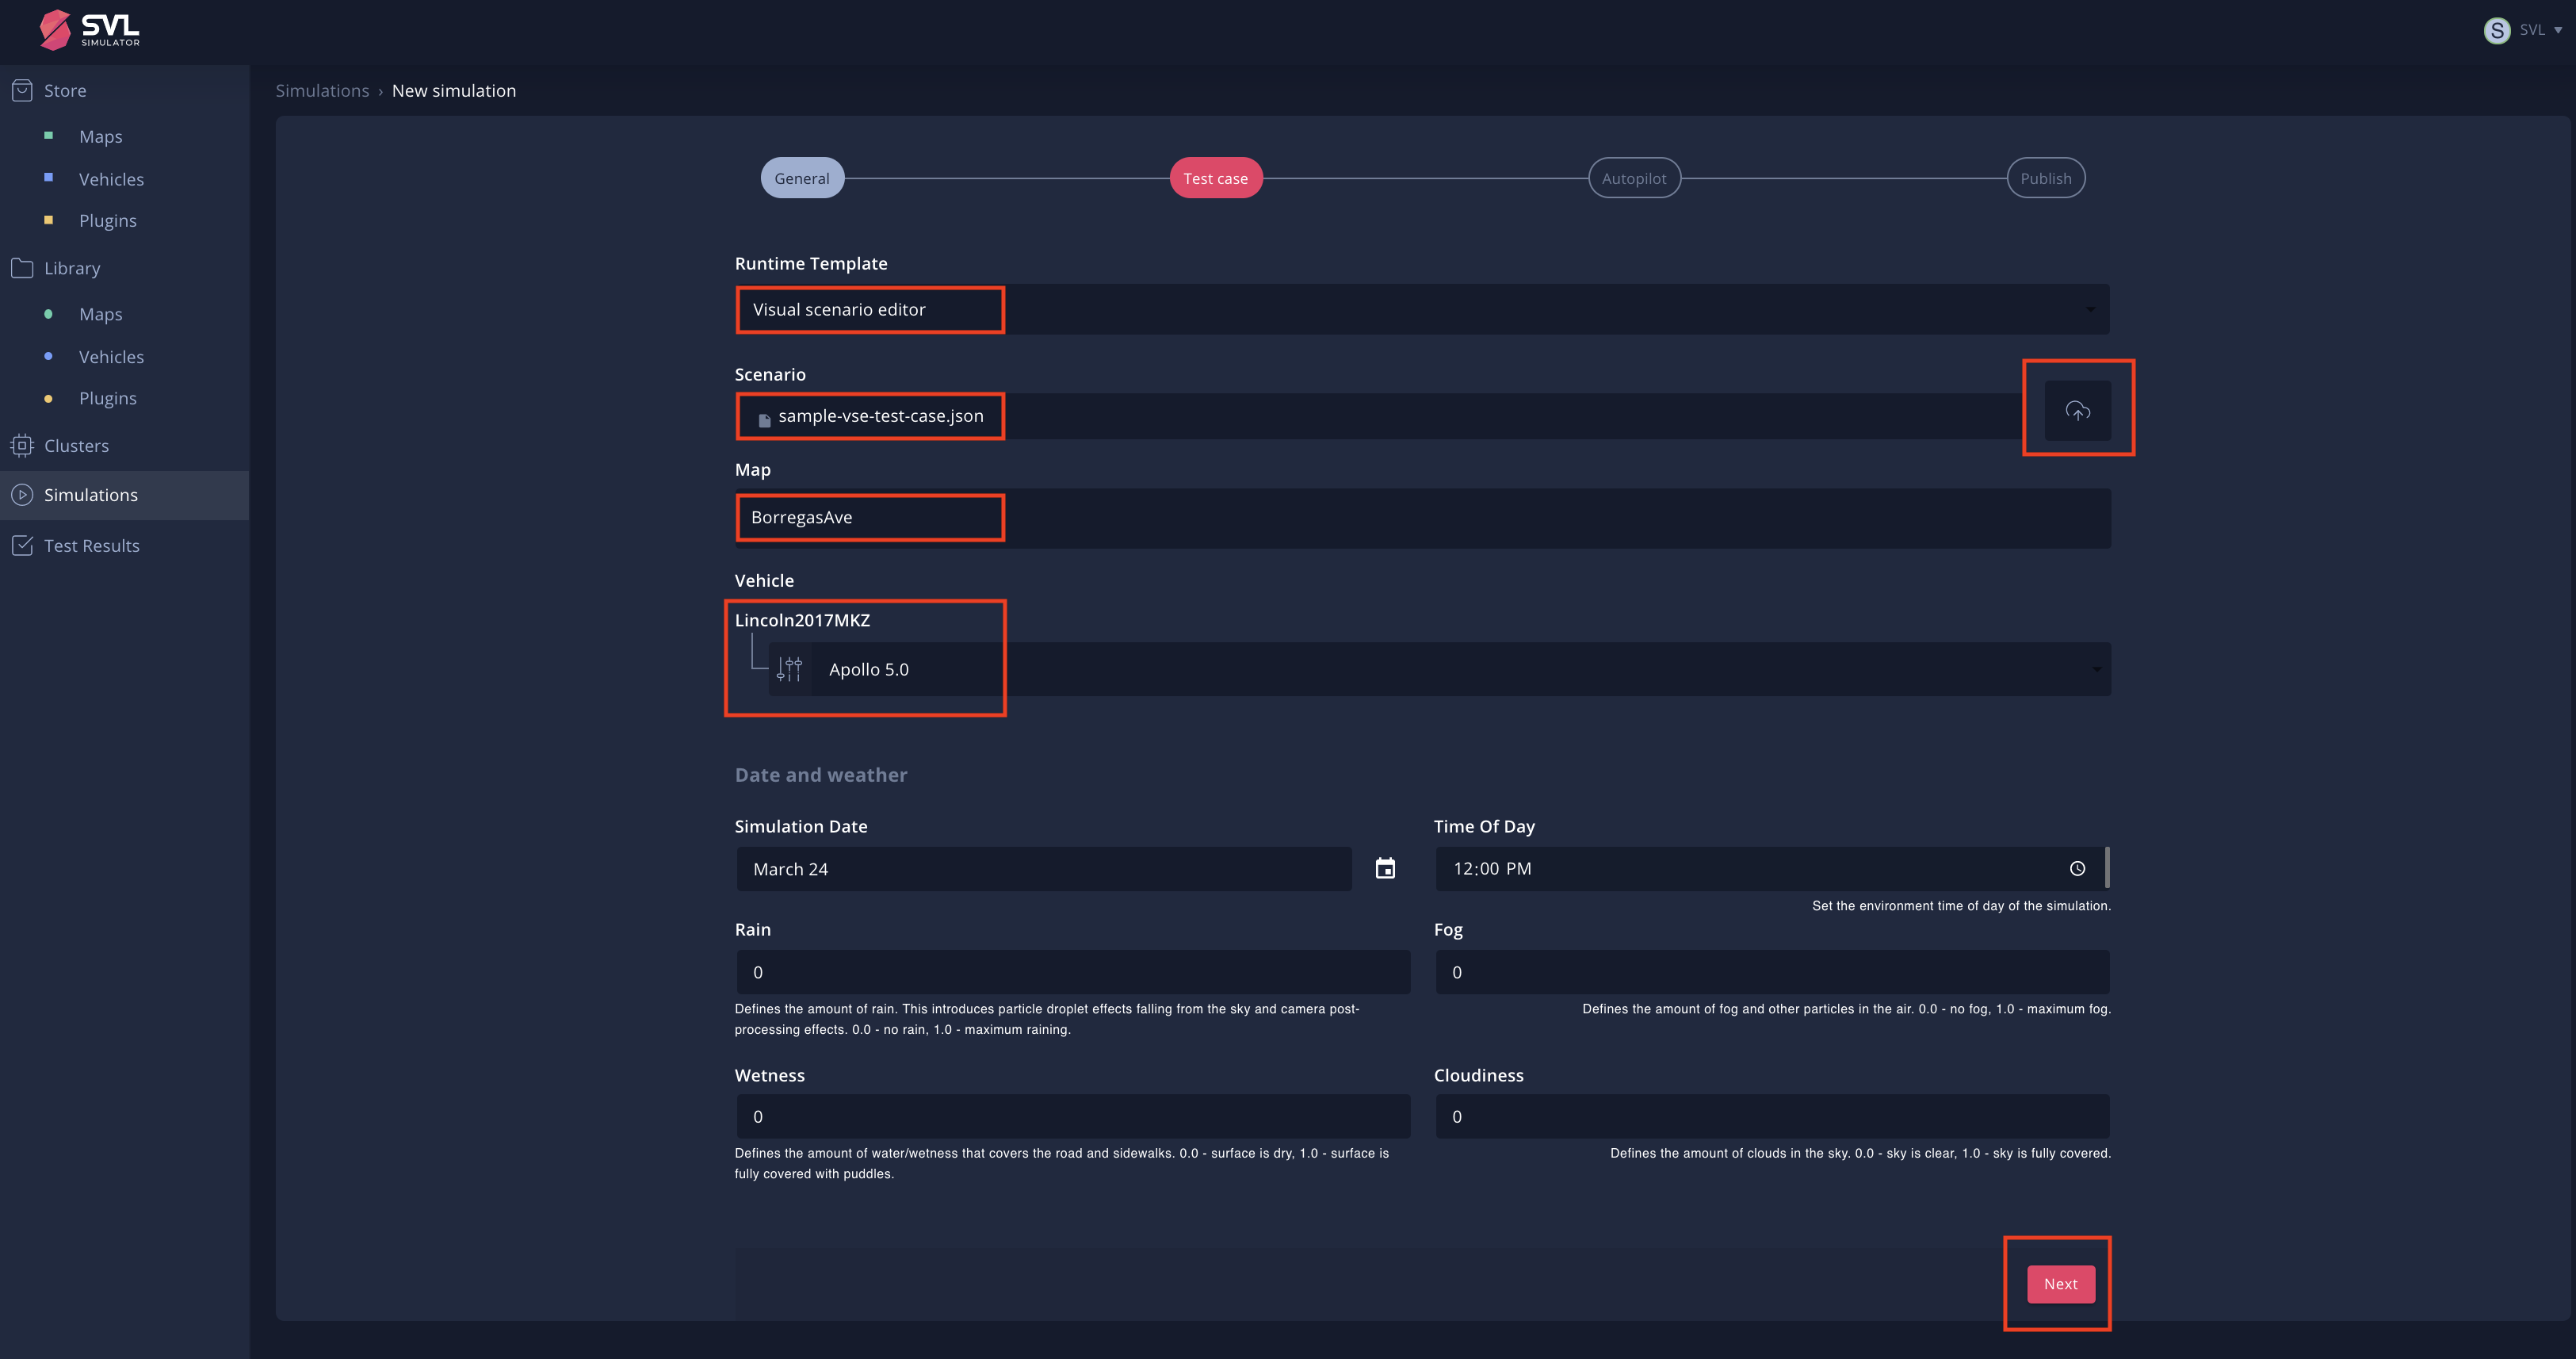 SVL
SIMULATOR
S SVL
Store
Maps
Vehicles
Plugins
Library
Maps
Vehicles
Plugins
Clusters
Simulations
Test Results
Simulations › New simulation
General
Test case
Autopilot
Publish
Runtime Template
Visual scenario editor
Scenario
sample-vse-test-case.json
Map
BorregasAve
Vehicle
Lincoln2017MKZ
Apollo 5.0
Date and weather
Simulation Date
March 24
Time Of Day
12:00 PM
Set the environment time of day of the simulation.
Rain
0
Defines the amount of rain. This introduces particle droplet effects falling from the sky and camera post-
processing effects. 0.0 - no rain, 1.0 - maximum raining.
Fog
0
Defines the amount of fog and other particles in the air. 0.0 - no fog, 1.0 - maximum fog.
Wetness
0
Defines the amount of water/wetness that covers the road and sidewalks. 0.0 - surface is dry, 1.0 - surface is
fully covered with puddles.
Cloudiness
0
Defines the amount of clouds in the sky. 0.0 - sky is clear, 1.0 - sky is fully covered.
Next